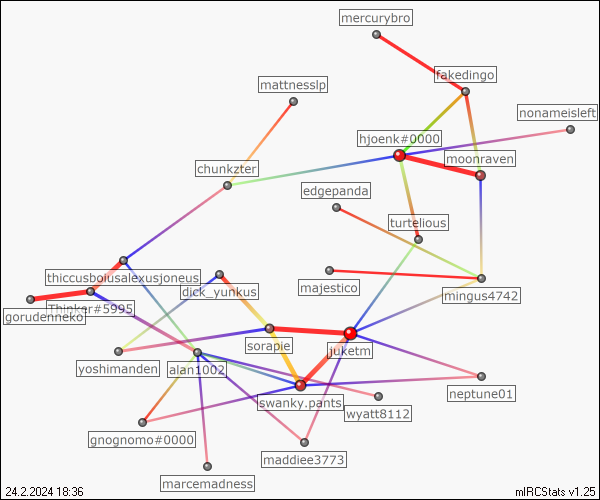 mercurybro
fakedingo
mattnesslp
nonameisleft
hjoenk#0000
moonraven
chunkzter
edgepanda
turtelious
thiccusboiusalexusjoneus
dick_yunkus
majestico
mingus4742
Thinker#5995
gorudenneko
sorapie
juketm
yoshimanden
alan1002
swanky.pants
neptune01
wyatt8112
gnognomo#0000
maddiee3773
marcemadness
24.2.2024 18:36
mIRCStats v1.25